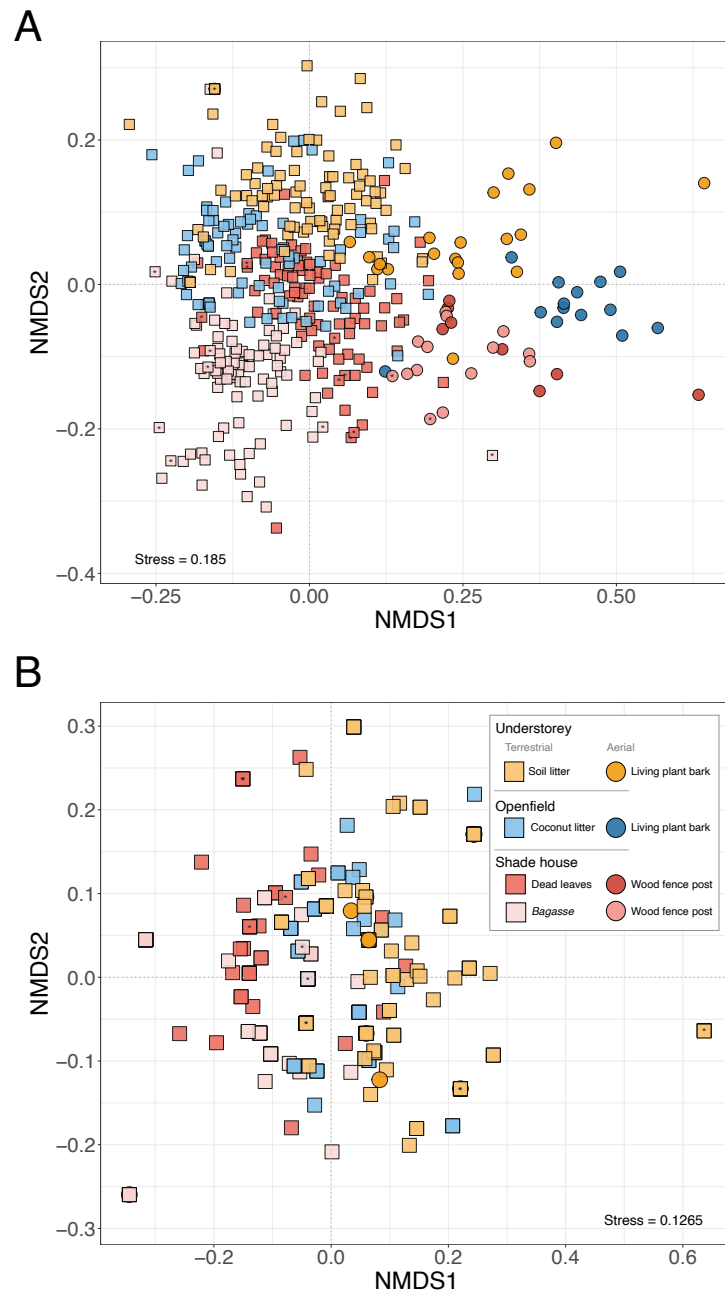 A
0.2
0.0
−0.2
−0.4
NMDS2
Stress = 0.185
−0.25 0.00 0.25 0.50
NMDS1
B
0.3
0.2
0.1
0.0
−0.1
−0.2
−0.3
NMDS2
Understorey
Terrestrial Aerial
Soil litter Living plant bark
Openfield
Coconut litter Living plant bark
Shade house
Dead leaves Wood fence post
Bagasse Wood fence post
Stress = 0.1265
−0.2 0.0 0.2 0.4 0.6
NMDS1